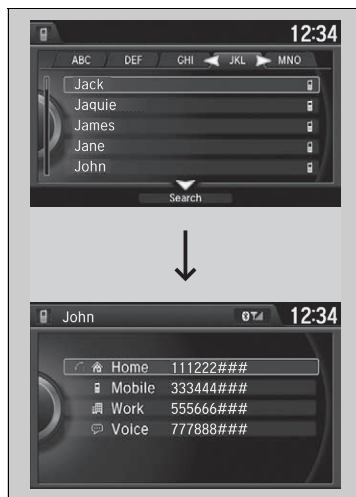 12:34
ABC DEF GHI JKL MNO
Jack
Jaquie
James
Jane
John
Search
John 12:34
Home 111222###
Mobile 333444###
Work 555666###
Voice 777888###